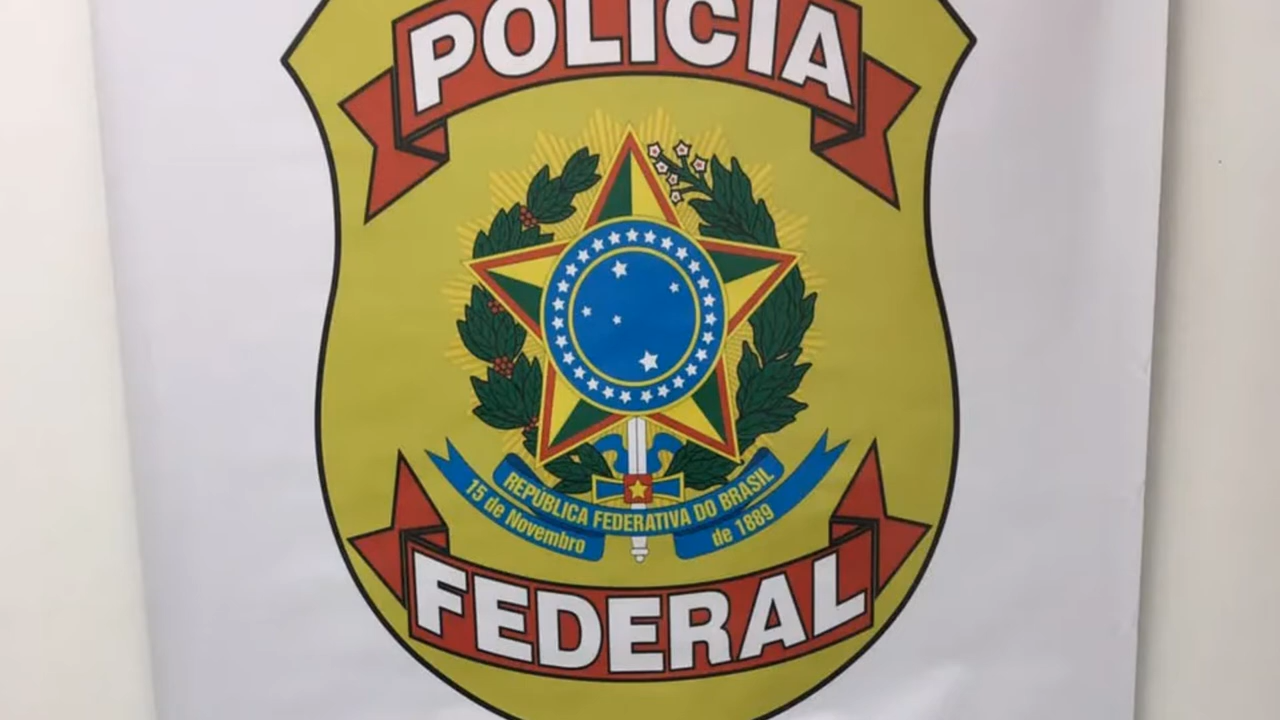 POLÍCIA
REPÚBLICA FEDERATIVA DO BRASIL
15 de Novembro
de 1889
FEDERAL